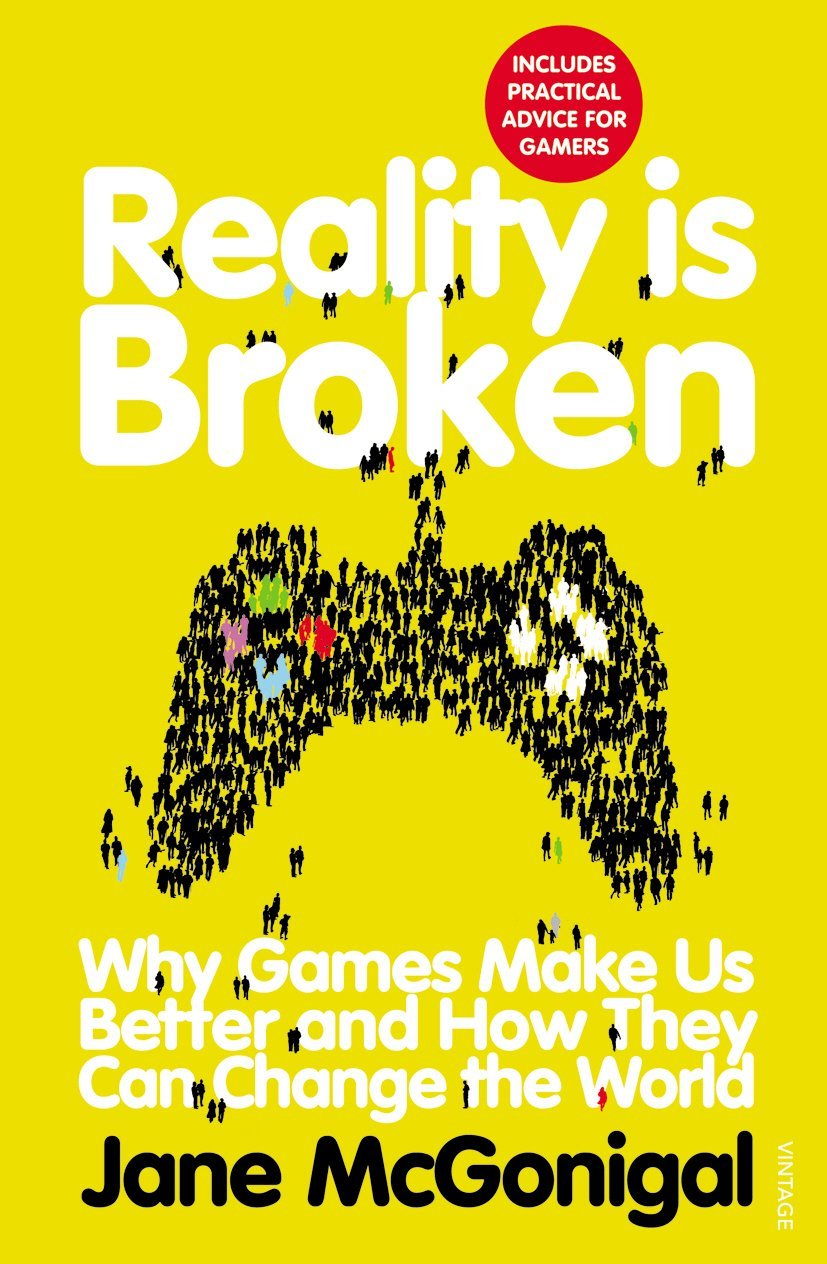 INCLUDES
PRACTICAL
ADVICE FOR
GAMERS
Reality is
Broken
Why Games Make Us
Better and How They
Can Change the World
Jane McGonigal
VINTAGE